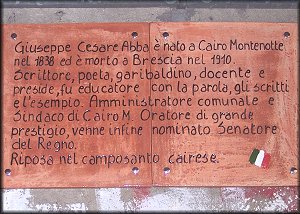 Giuseppe Cesare Abba è nato a Cairo Montenotte
nel 1838 ed è morto a Brescia nel 1910.
Scrittore, poeta, garibaldino, docente e
preside, fu educatore con la parola, gli scritti
e l'esempio. Amministratore comunale e
Sindaco di Cairo M. Oratore di grande
prestigio, venne infine nominato Senatore
del Regno.
Riposa nel camposanto cairese.